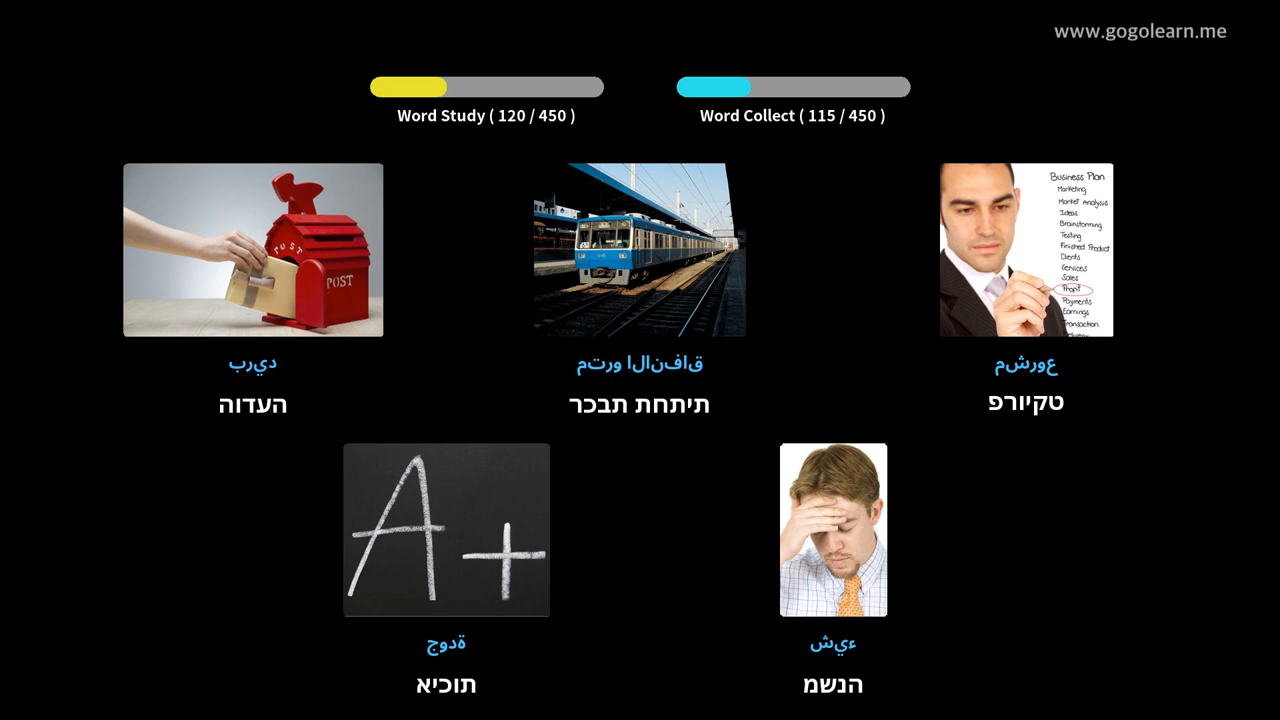 www.gogolearn.me
Word Study ( 120 / 450 )
Word Collect ( 115 / 450 )
POST
POST
Business Plan
Marketing
Market Analysis
Ideas
Brainstorming
Testing
Finished Product
Clients
Services
Sales
Profit
Payments
Earnings
Transaction
ديرب
قافنالا ورتم
عورشم
העדוה
תיתחת תבכר
טקיורפ
A+
ةدوج
ءيش
תוכיא
הנשמ